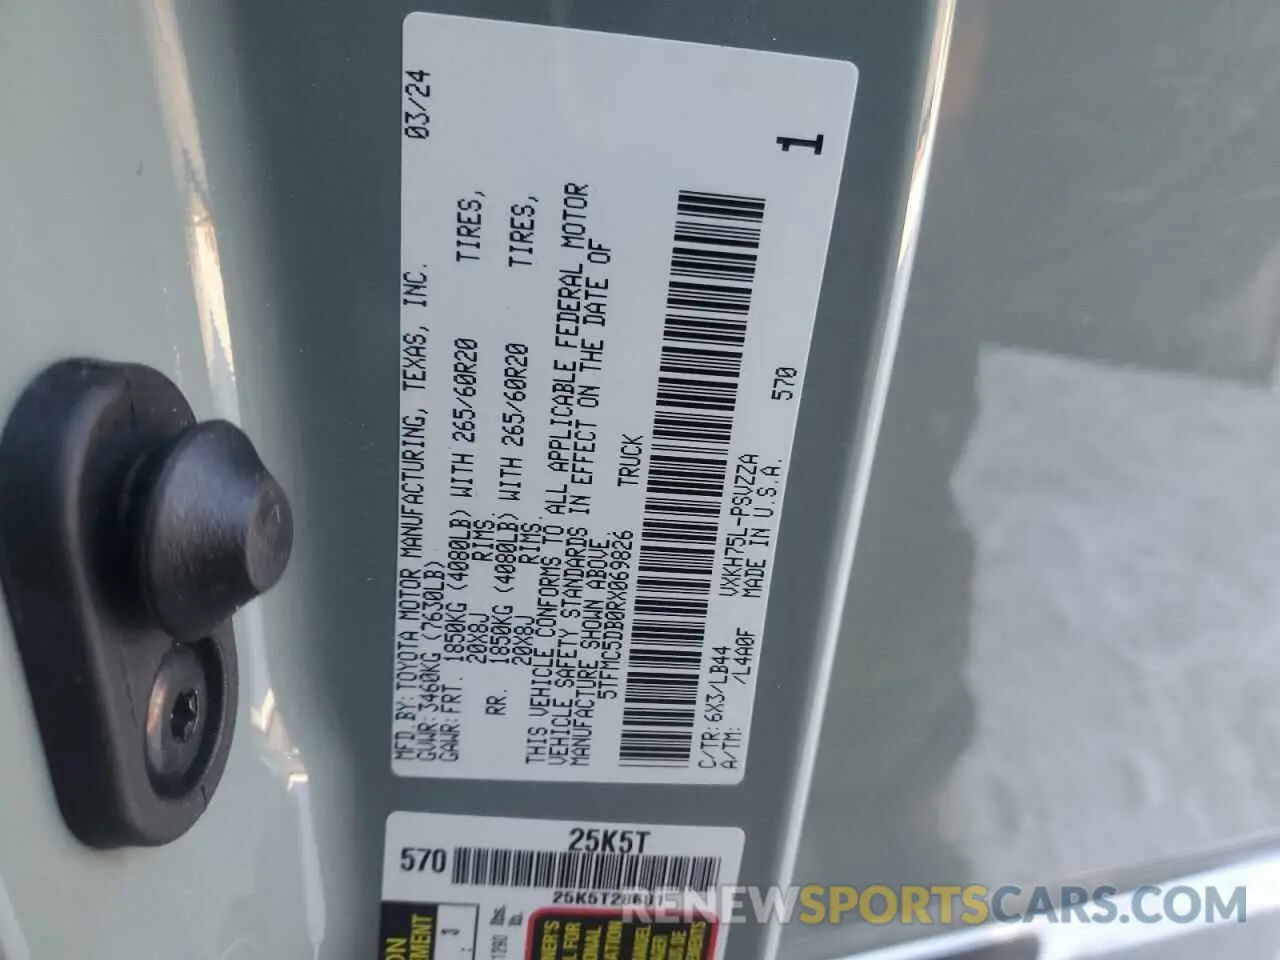 MFD.BY:TOYOTA MOTOR MANUFACTURING, TEXAS, INC. 03/24
GVWR:3460KG (7630LB)
GAWR:FRT. 1850KG (4080LB) WITH 265/60R20 TIRES,
20X8J RIMS,
RR. 1850KG (4080LB) WITH 265/60R20 TIRES,
20X8J RIMS.
THIS VEHICLE CONFORMS TO ALL APPLICABLE FEDERAL MOTOR
VEHICLE SAFETY STANDARDS IN EFFECT ON THE DATE OF
MANUFACTURE SHOWN ABOVE.
5TFMC5DB0RX069826 TRUCK
C/TR:6X3/LB44 VXKH75L-PSVZZA 570
A/TM: /L4A0F MADE IN U.S.A.
1
25K5T
570
RENEWSPORTSCARS.COM